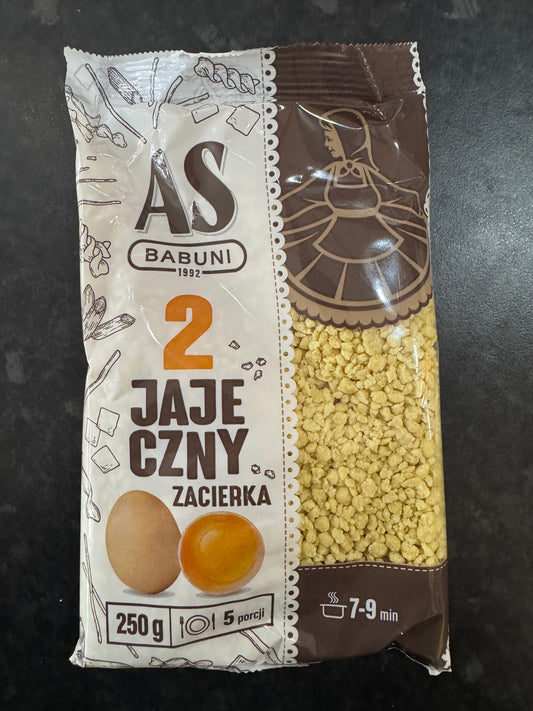 AS
BABUNI
1992
2
JAJE
CZNY
ZACIERKA
250 g
5 porcji
7-9 min